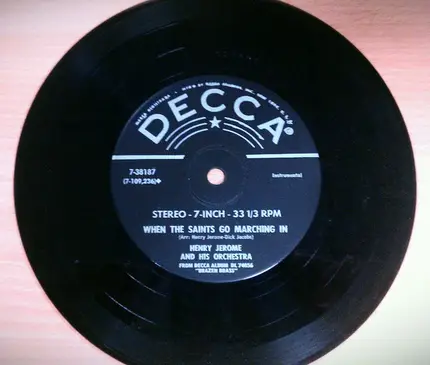 DECCA®
7-38187
(7-109,226)✦
Instrumental
STEREO - 7-INCH - 33 1/3 RPM
WHEN THE SAINTS GO MARCHING IN
(Arr. Henry Jerome-Dick Jacobs)
HENRY JEROME
AND HIS ORCHESTRA
FROM DECCA ALBUM DL 74056
"BRAZEN BRASS"